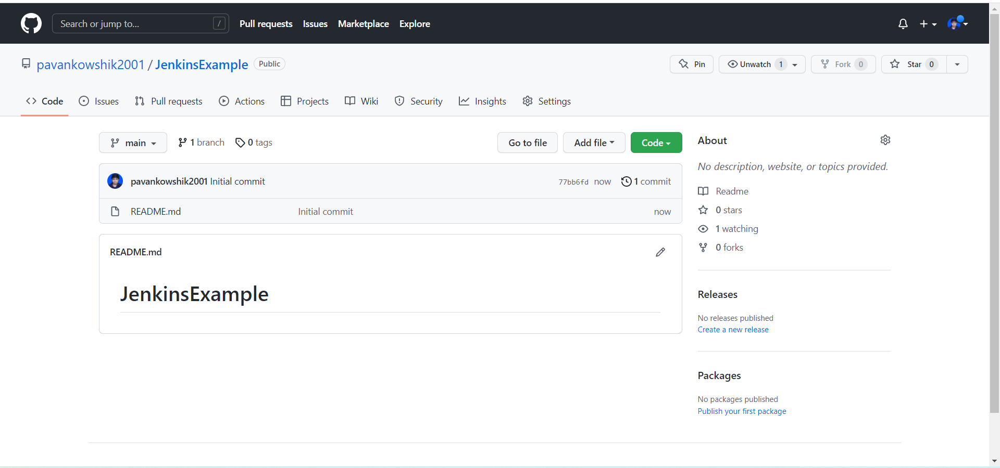 Search or jump to... /
Pull requests Issues Marketplace Explore
pavankowshik2001 / JenkinsExample Public
Pin Unwatch 1 Fork 0 Star 0
Code Issues Pull requests Actions Projects Wiki Security Insights Settings
main 1 branch 0 tags
Go to file Add file Code
pavankowshik2001 Initial commit 77bb6fd now 1 commit
README.md Initial commit now
README.md
JenkinsExample
About
No description, website, or topics provided.
Readme
0 stars
1 watching
0 forks
Releases
No releases published
Create a new release
Packages
No packages published
Publish your first package